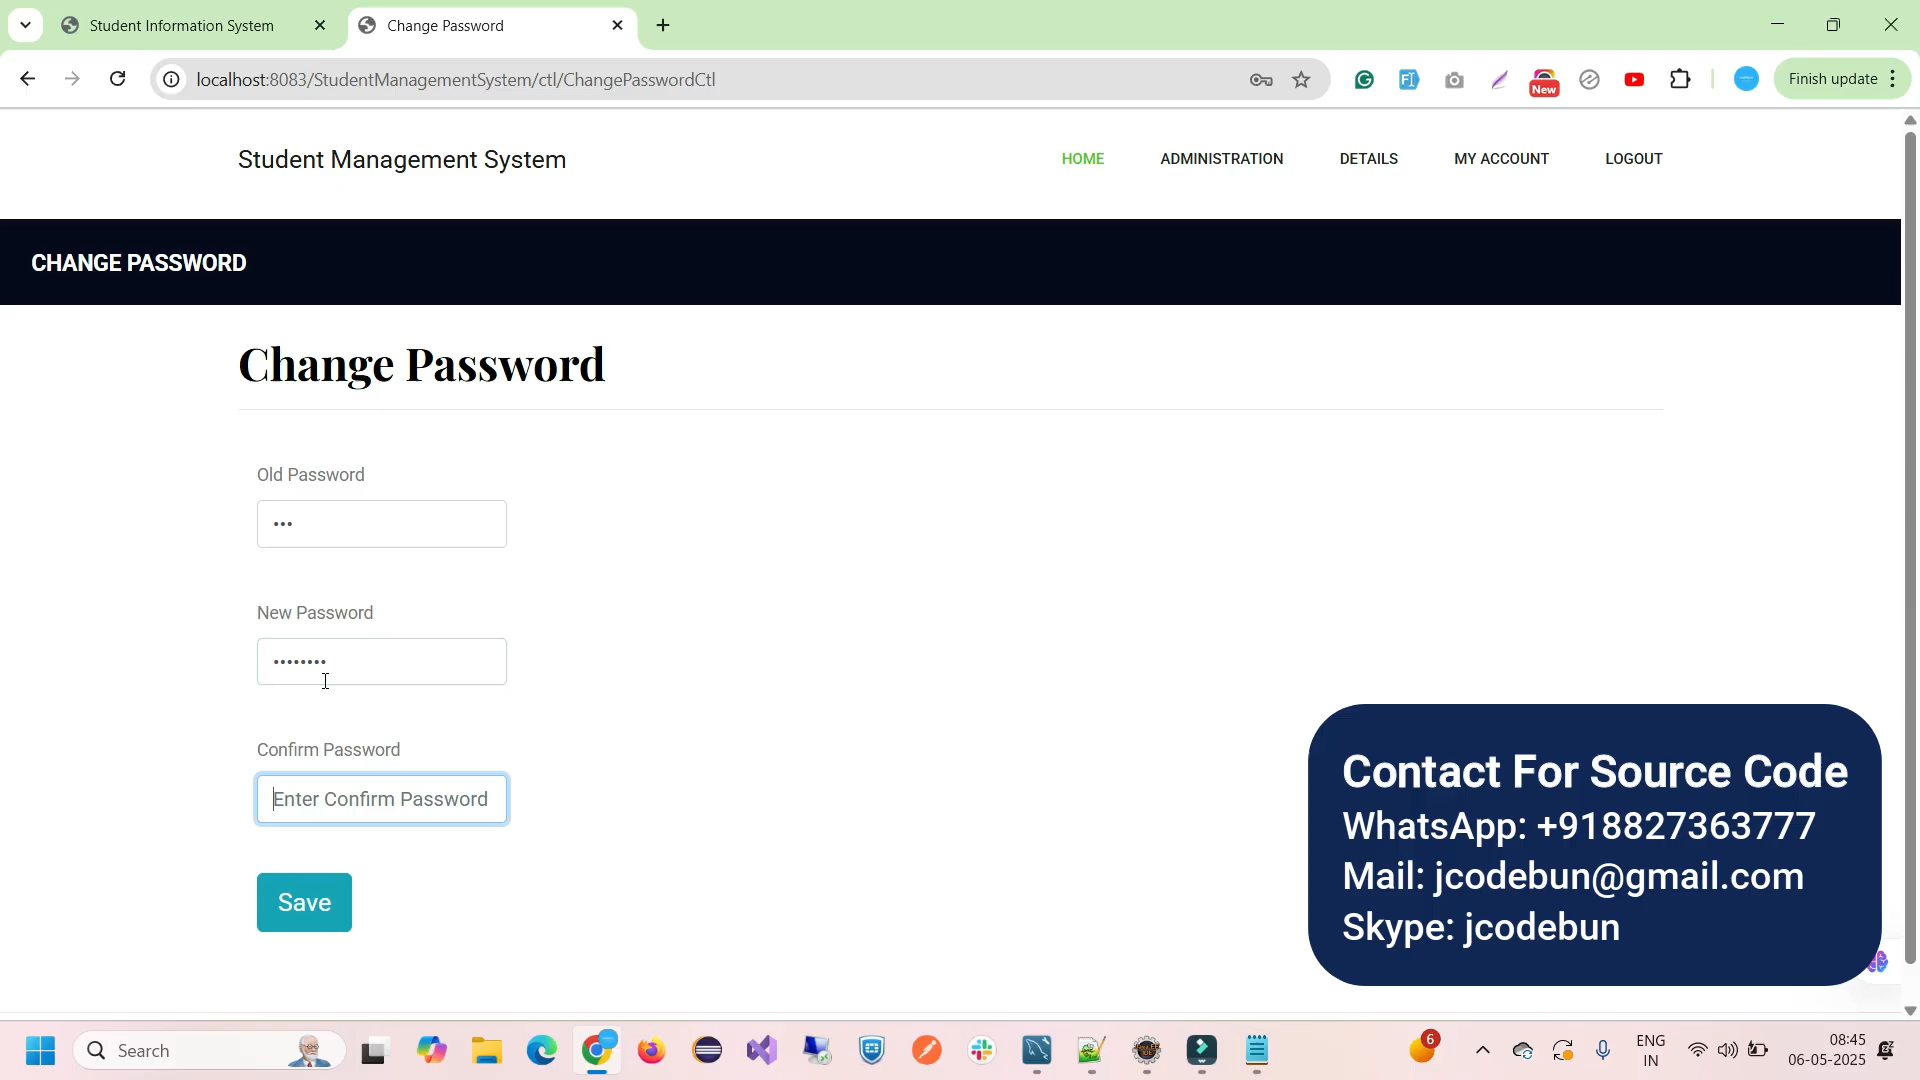 Student Information System
Change Password
localhost:8083/StudentManagementSystem/ctl/ChangePasswordCtl
New
Finish update
Student Management System
HOME
ADMINISTRATION
DETAILS
MY ACCOUNT
LOGOUT
CHANGE PASSWORD
Change Password
Old Password
New Password
Confirm Password
Enter Confirm Password
Save
Contact For Source Code
WhatsApp: +918827363777
Mail: jcodebun@gmail.com
Skype: jcodebun
Search
6
ENG
IN
08:45
06-05-2025